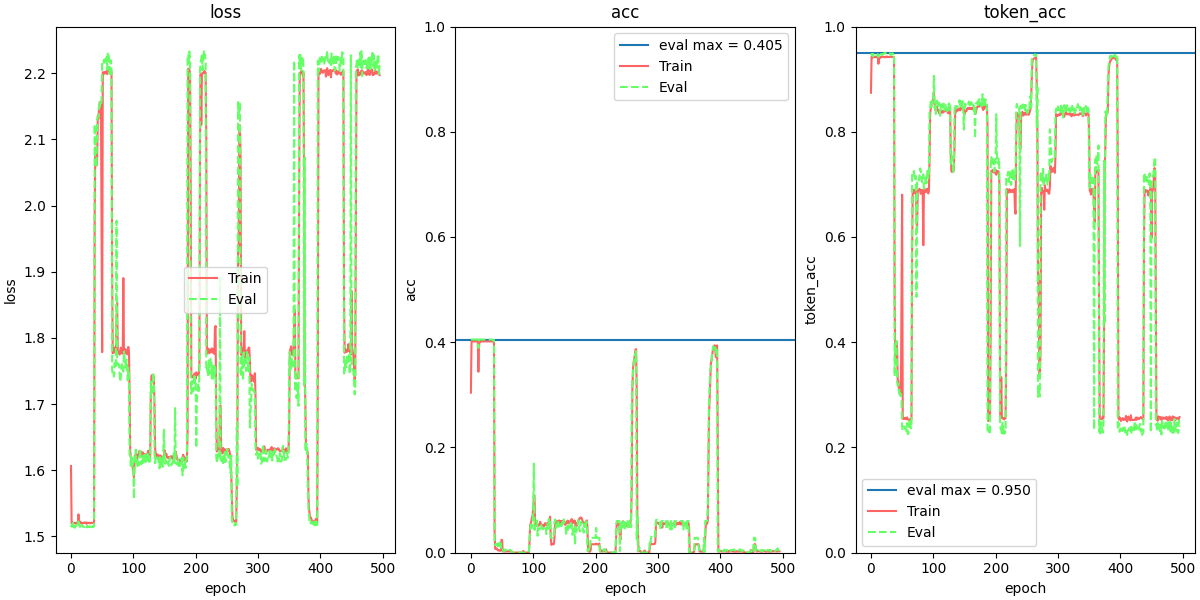 loss
loss
2.2
2.1
2.0
1.9
1.8
1.7
1.6
1.5
0 100 200 300 400 500
epoch
Train
Eval
acc
acc
1.0
0.8
0.6
0.4
0.2
0.0
0 100 200 300 400 500
epoch
eval max = 0.405
Train
Eval
token_acc
token_acc
1.0
0.8
0.6
0.4
0.2
0.0
0 100 200 300 400 500
epoch
eval max = 0.950
Train
Eval